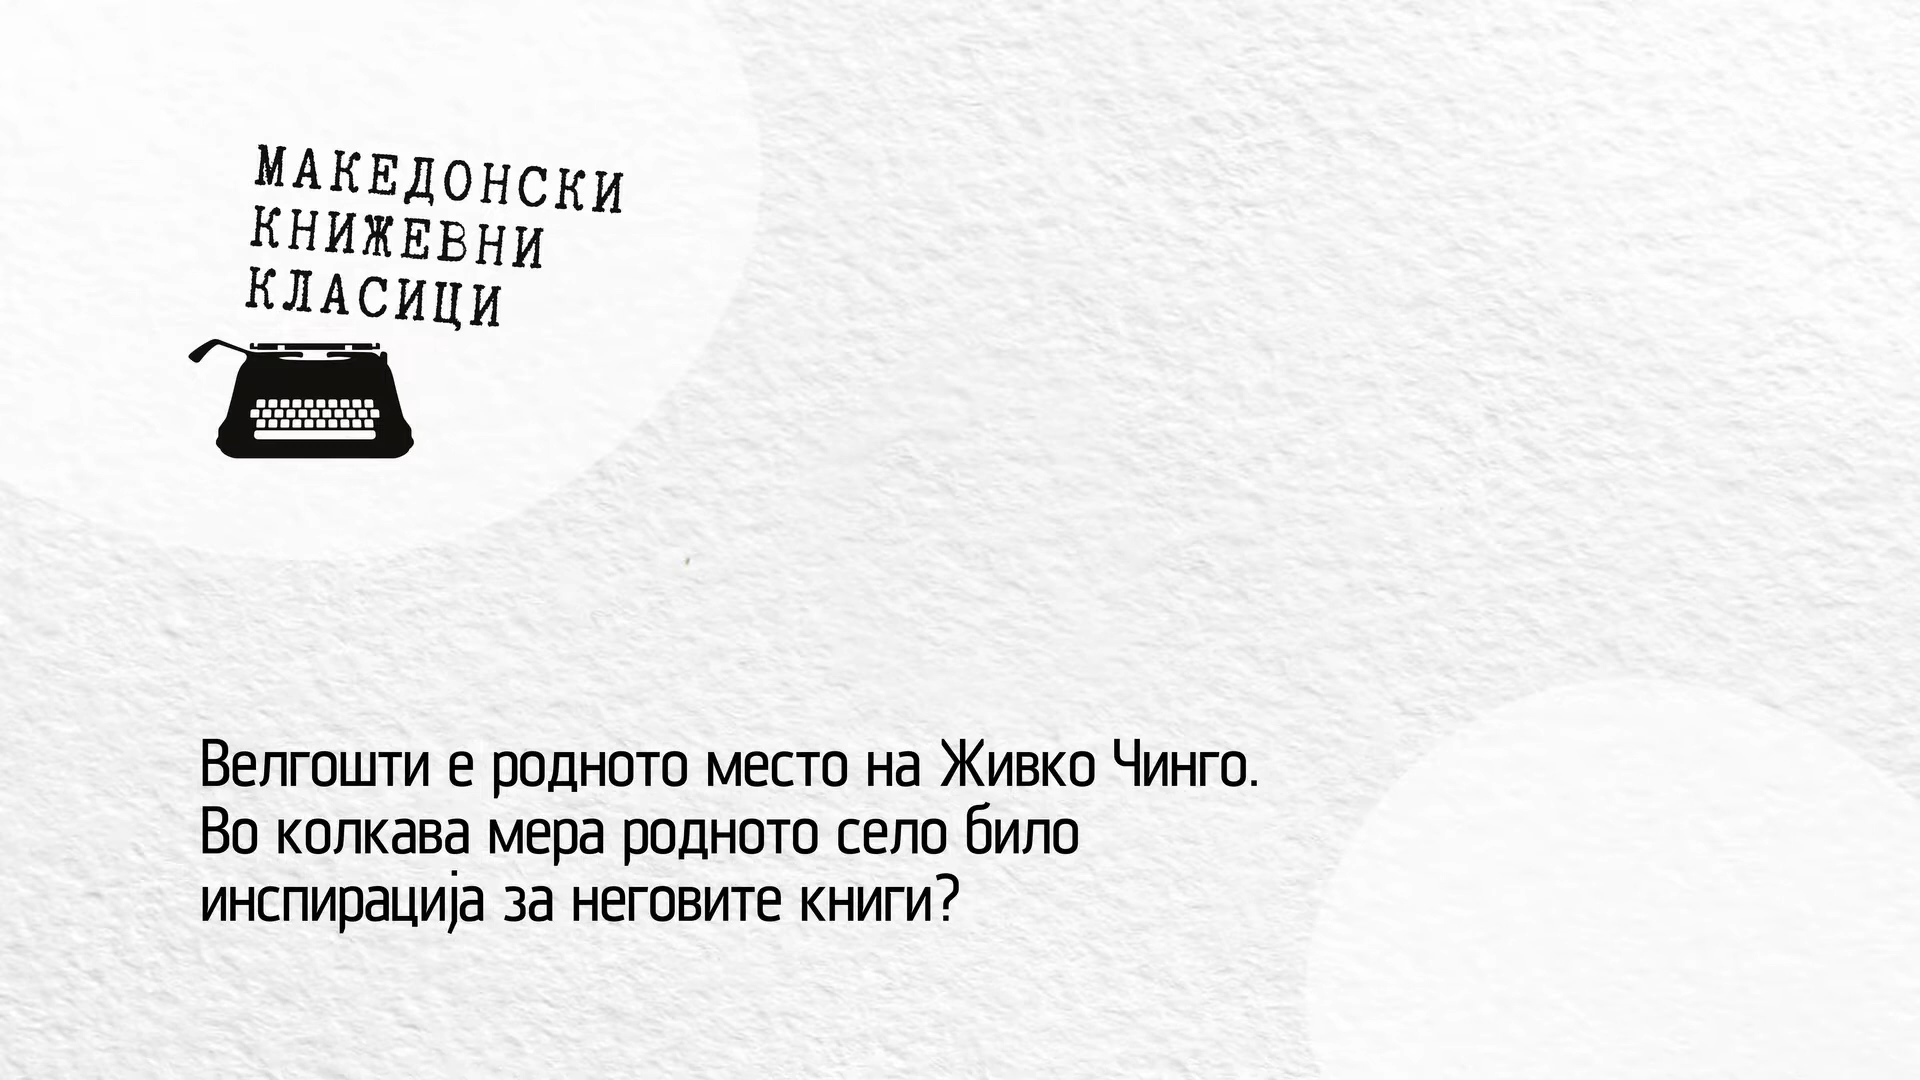 МАКЕДОНСКИ
КНИЖЕВНИ
КЛАСИЦИ
Велгошти е родното место на Живко Чинго.
Во колкава мера родното село било
инспирација за неговите книги?